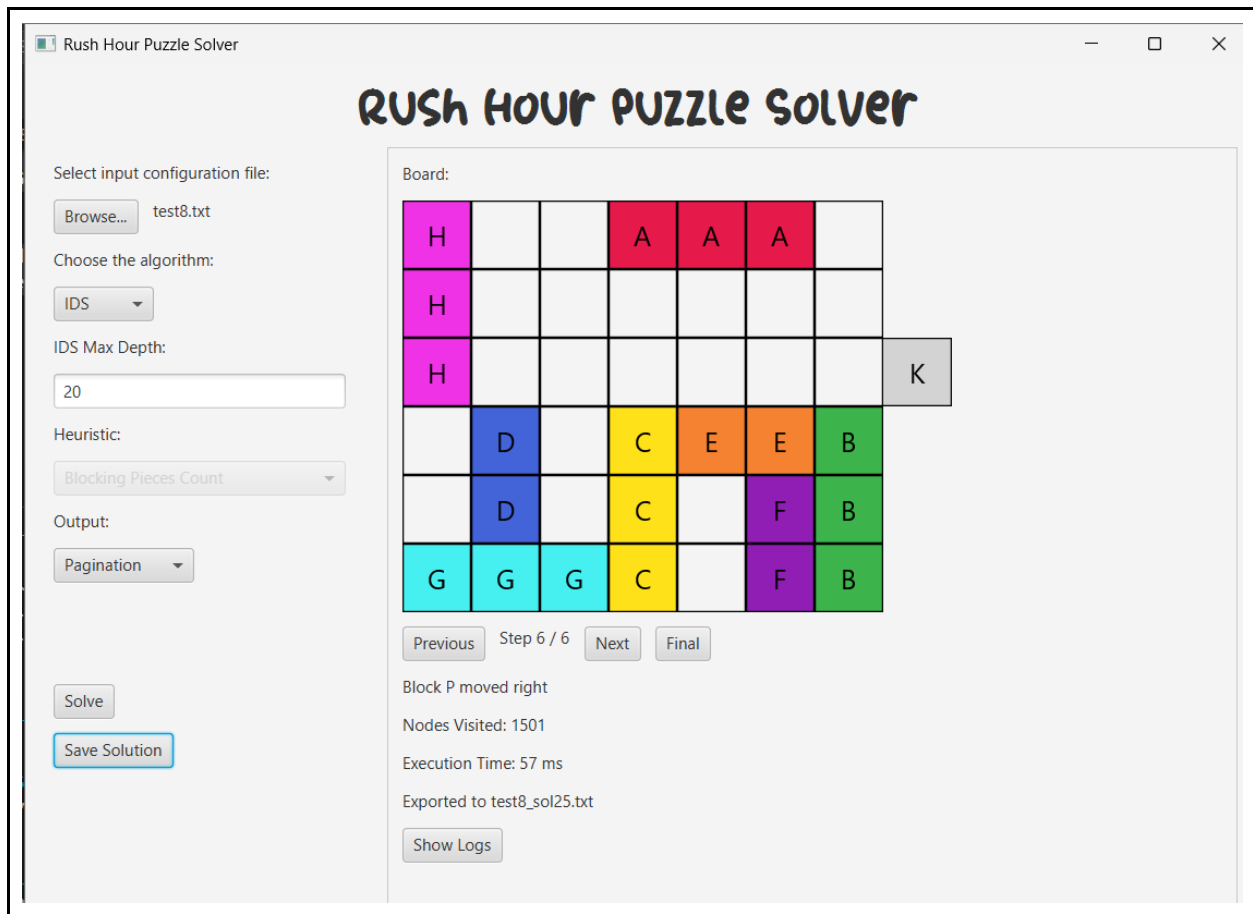 Rush Hour Puzzle Solver
Rush Hour Puzzle Solver
Select input configuration file:
Browse... test8.txt
Choose the algorithm:
IDS
IDS Max Depth:
20
Heuristic:
Blocking Pieces Count
Output:
Pagination
Solve
Save Solution
Board:
H A A A
H
H K
D C E E B
D C F B
G G G C F B
Previous Step 6 / 6 Next Final
Block P moved right
Nodes Visited: 1501
Execution Time: 57 ms
Exported to test8_sol25.txt
Show Logs